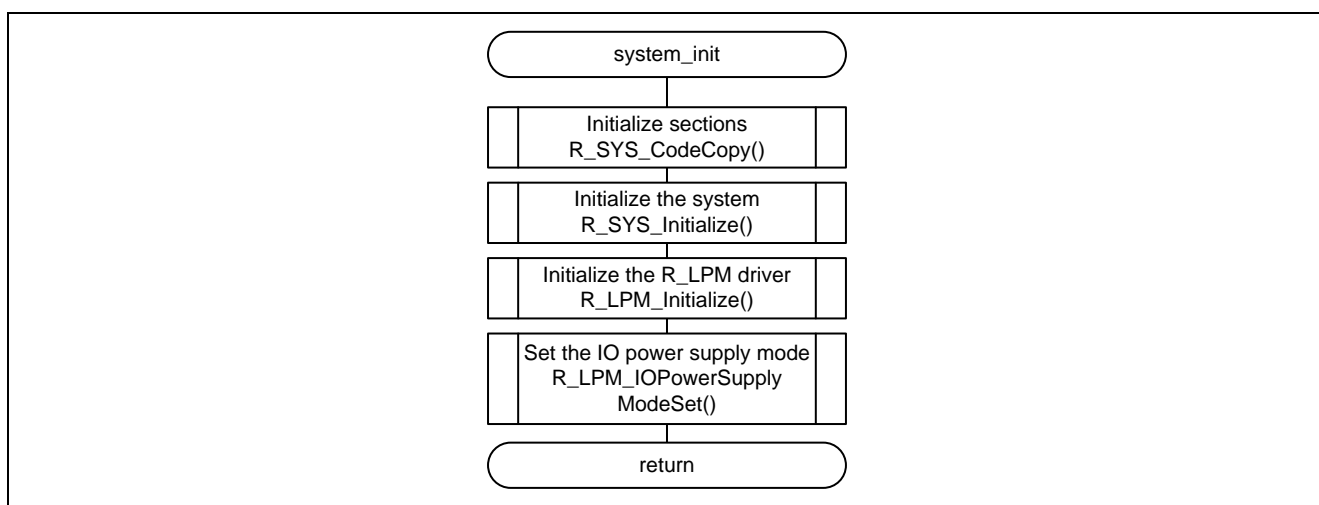 system_init
Initialize sections
R_SYS_CodeCopy()
Initialize the system
R_SYS_Initialize()
Initialize the R_LPM driver
R_LPM_Initialize()
Set the IO power supply mode
R_LPM_IOPowerSupply
ModeSet()
return